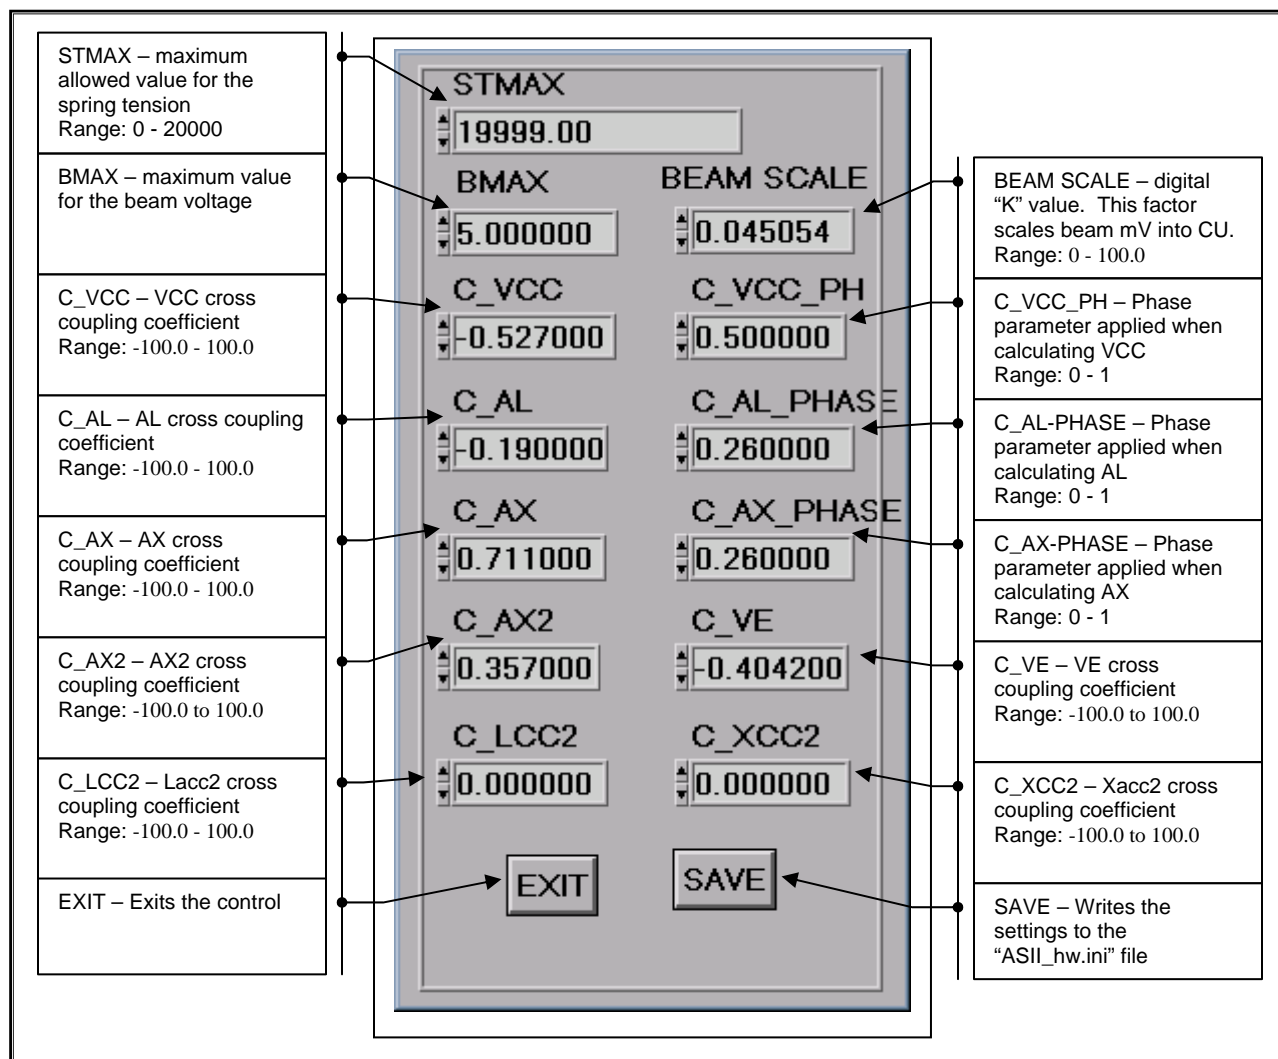 STMAX – maximum
allowed value for the
spring tension
Range: 0 - 20000
BMAX – maximum value
for the beam voltage
C_VCC – VCC cross
coupling coefficient
Range: -100.0 - 100.0
C_AL – AL cross coupling
coefficient
Range: -100.0 - 100.0
C_AX – AX cross
coupling coefficient
Range: -100.0 - 100.0
C_AX2 – AX2 cross
coupling coefficient
Range: -100.0 to 100.0
C_LCC2 – Lacc2 cross
coupling coefficient
Range: -100.0 - 100.0
EXIT – Exits the control
STMAX
19999.00
BMAX
BEAM SCALE
5.000000
0.045054
C_VCC
C_VCC_PH
-0.527000
0.500000
C_AL
C_AL_PHASE
-0.190000
0.260000
C_AX
C_AX_PHASE
0.711000
0.260000
C_AX2
C_VE
0.357000
-0.404200
C_LCC2
C_XCC2
0.000000
0.000000
EXIT
SAVE
BEAM SCALE – digital
“K” value.  This factor
scales beam mV into CU.
Range: 0 - 100.0
C_VCC_PH – Phase
parameter applied when
calculating VCC
Range: 0 - 1
C_AL-PHASE – Phase
parameter applied when
calculating AL
Range: 0 - 1
C_AX-PHASE – Phase
parameter applied when
calculating AX
Range: 0 - 1
C_VE – VE cross
coupling coefficient
Range: -100.0 to 100.0
C_XCC2 – Xacc2 cross
coupling coefficient
Range: -100.0 to 100.0
SAVE – Writes the
settings to the
“ASII_hw.ini” file